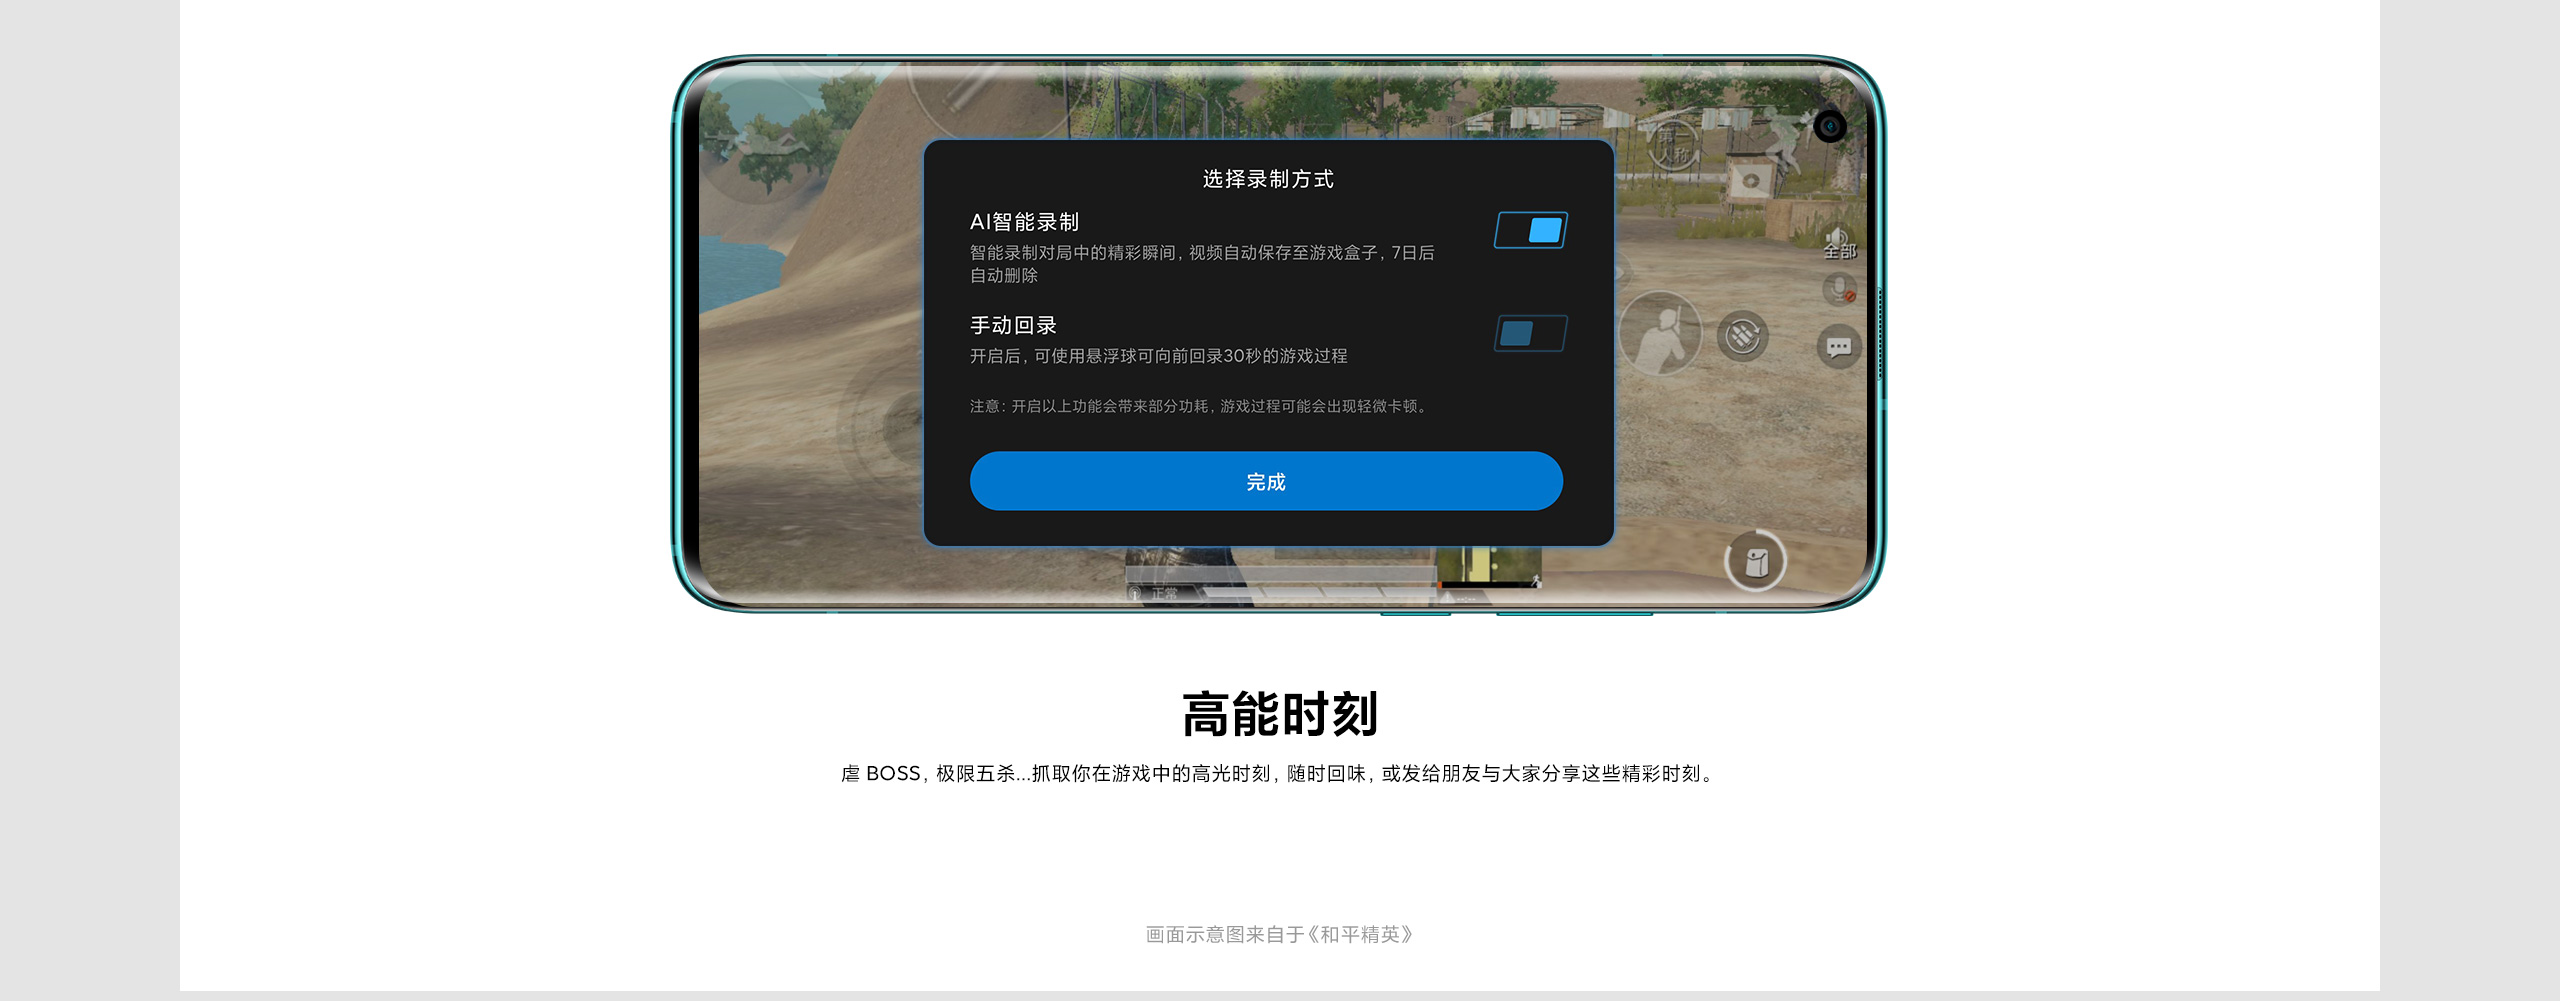 第一
人称
选择录制方式
AI智能录制
智能录制对局中的精彩瞬间, 视频自动保存至游戏盒子, 7日后
自动删除
全部
手动回录
开启后, 可使用悬浮球可向前回录30秒的游戏过程
注意: 开启以上功能会带来部分功耗, 游戏过程可能会出现轻微卡顿。
完成
正常
高能时刻
虐 BOSS, 极限五杀...抓取你在游戏中的高光时刻, 随时回味, 或发给朋友与大家分享这些精彩时刻。
画面示意图来自于《和平精英》